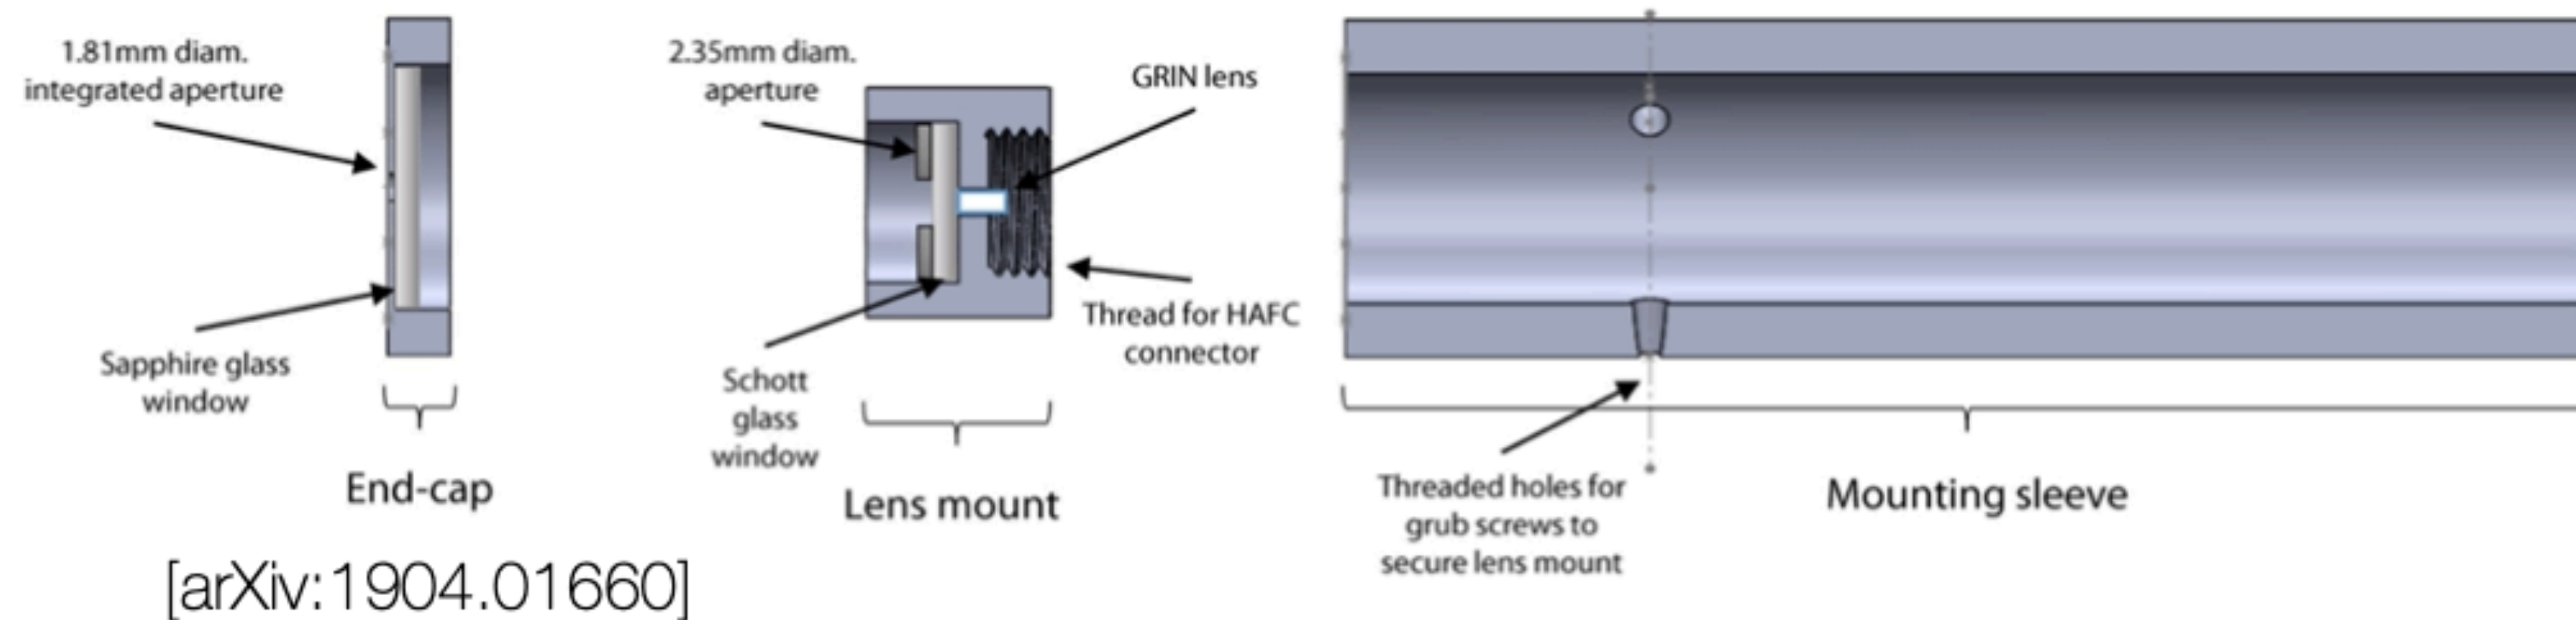 1.81mm diam.
integrated aperture
Sapphire glass
window
End-cap
2.35mm diam.
aperture
GRIN lens
Schott
glass
window
Thread for HAFC
connector
Lens mount
Threaded holes for
grub screws to
secure lens mount
Mounting sleeve
[arXiv:1904.01660]